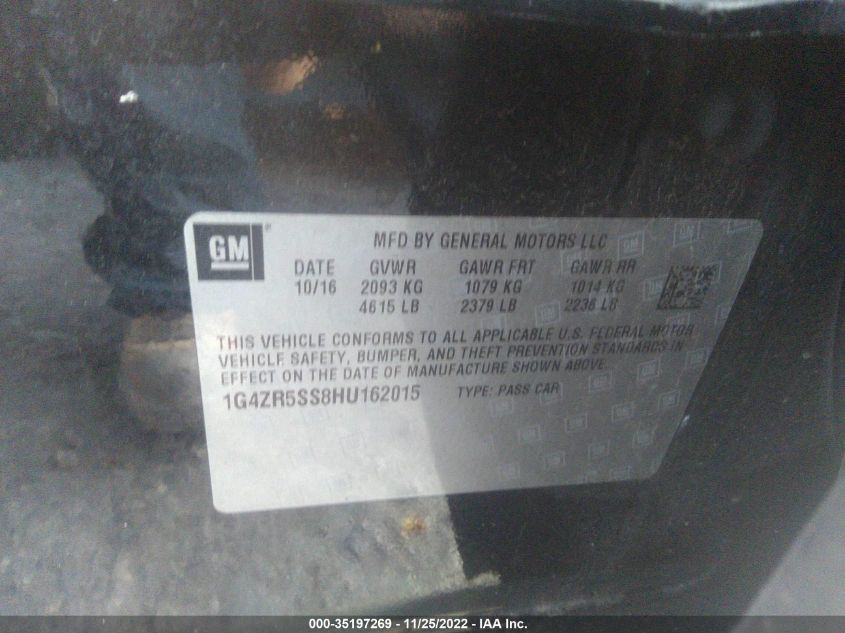 GM
MFD BY GENERAL MOTORS LLC
DATE GVWR GAWR FRT GAWR RR
10/16 2093 KG 1079 KG 1014 KG
4615 LB 2379 LB 2236 LB
THIS VEHICLE CONFORMS TO ALL APPLICABLE U.S. FEDERAL MOTOR
VEHICLE SAFETY, BUMPER, AND THEFT PREVENTION STANDARDS IN
EFFECT ON THE DATE OF MANUFACTURE SHOWN ABOVE.
1G4ZR5SS8HU162015 TYPE: PASS CAR
000-35197269 - 11/25/2022 - IAA Inc.